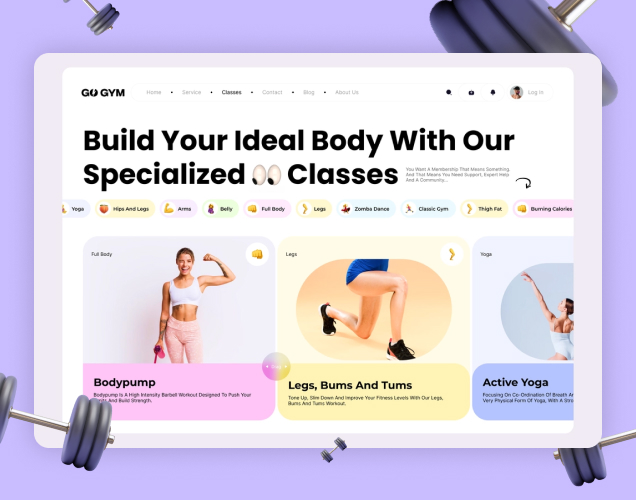 GO GYM
Home • Service • Classes • Contact • Blog • About Us
Log In
Build Your Ideal Body With Our
Specialized 👀 Classes
You Want A Membership That Means Something
And That Means You Need Support, Expert Help
And A Community...
Yoga
Hips And Legs
Arms
Belly
Full Body
Legs
Zomba Dance
Classic Gym
Thigh Fat
Burning Calories
Full Body
Legs
Yoga
Bodypump
Bodypump Is A High Intensity Barbell Workout Designed To Push Your
And Build Strength.
Legs, Bums And Tums
Tone Up, Slim Down And Improve Your Fitness Levels With Our Legs,
Bums And Tums Workout.
Active Yoga
Focusing On Co-Ordination Of Breath
Very Physical Form Of Yoga, With A